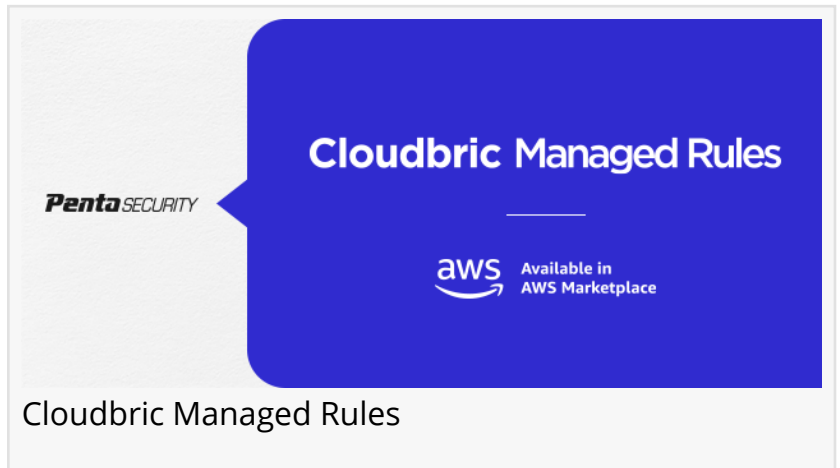 Penta SECURITY
Cloudbric Managed Rules
aws
Available in
AWS Marketplace
Cloudbric Managed Rules